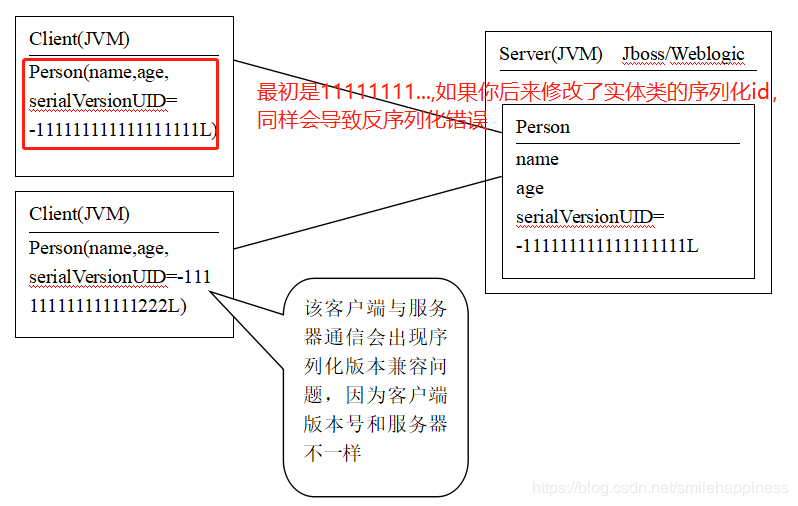 Client(JVM)
Person(name,age,
serialVersionUID=
-111111111111111111L)
最初是11111111...,如果你后来修改了实体类的序列化id，
同样会导致反序列化错误
Server(JVM) Jboss/Weblogic
Person
name
age
serialVersionUID=
-111111111111111111L
Client(JVM)
Person(name,age,
serialVersionUID=-111
111111111111222L)
该客户端与服务
器通信会出现序
列化版本兼容问
题，因为客户端
版本号和服务器
不一样
https://blog.csdn.net/smilehappiness